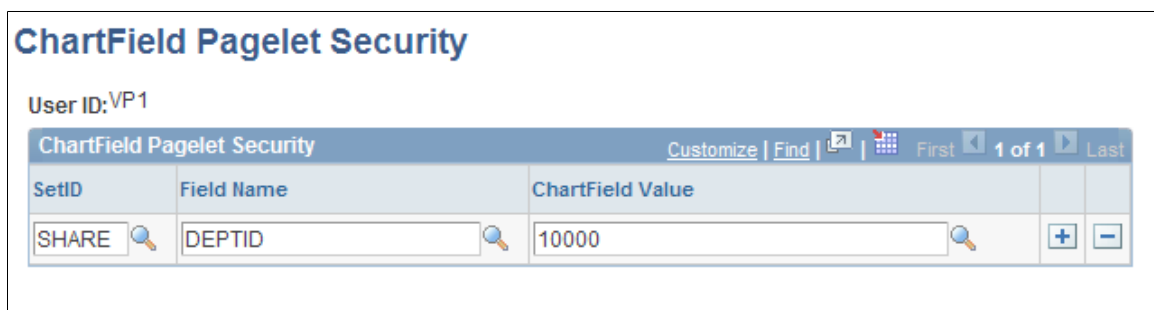 ChartField Pagelet Security
User ID: VP1
ChartField Pagelet Security Customize | Find | | First 1 of 1 Last
SetID Field Name ChartField Value
SHARE DEPTID 10000 + -